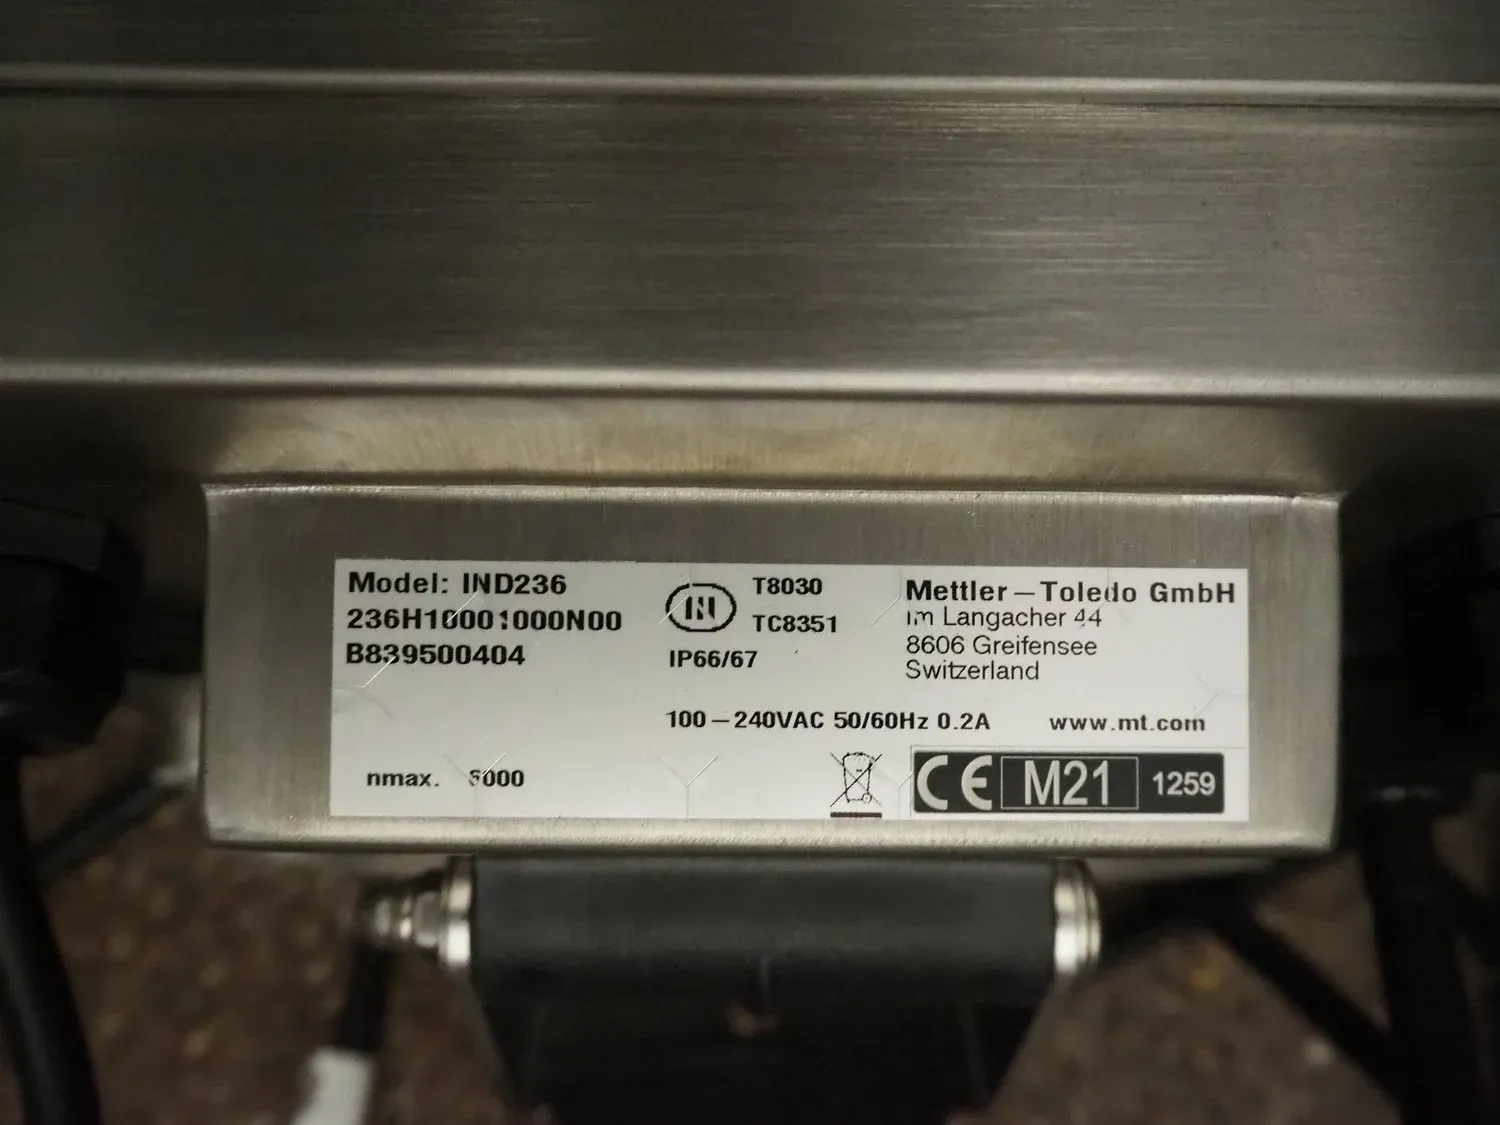 Model: IND236
236H10001000N00
B839500404
T8030
TC8351
IP66/67
Mettler-Toledo GmbH
Im Langacher 44
8606 Greifensee
Switzerland
100-240VAC 50/60Hz 0.2A
www.mt.com
nmax. 6000
CE M21 1259